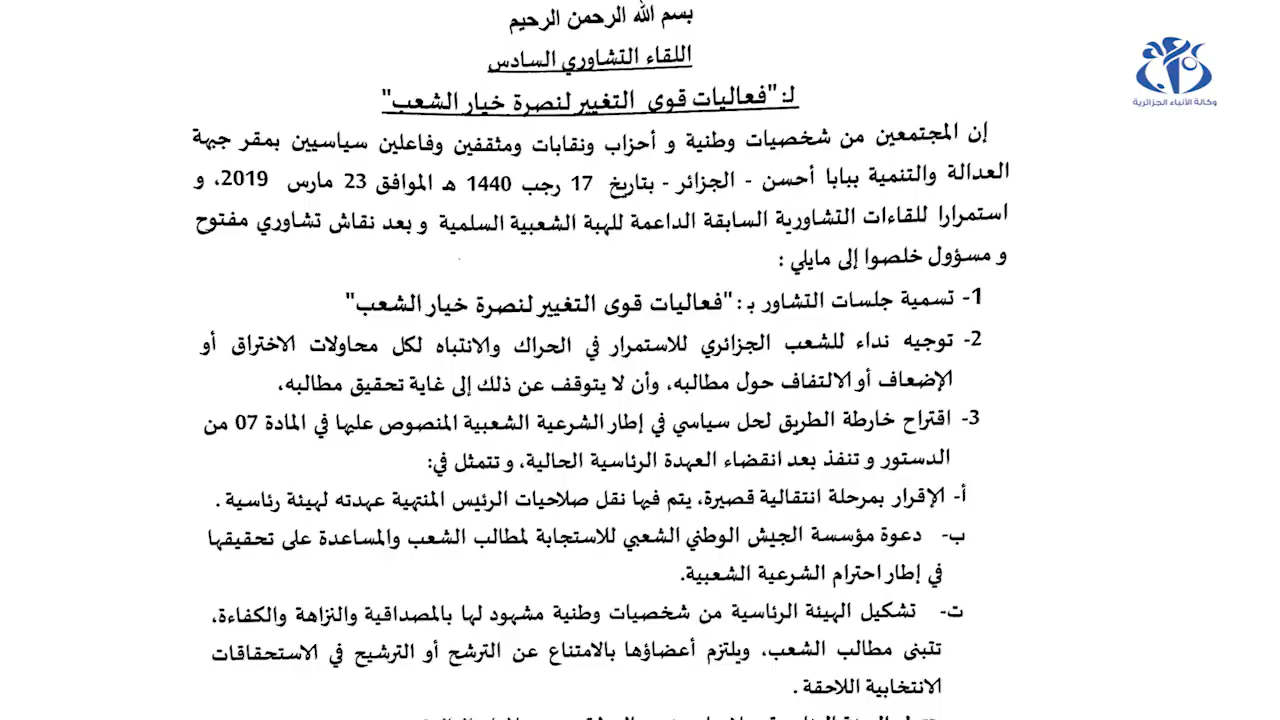 بسم الله الرحمن الرحيم
اللقاء التشاوري السادس
لـ: "فعاليات قوى التغيير لنصرة خيار الشعب"
وكالة الأنباء الجزائرية
إن المجتمعين من شخصيات وطنية و أحزاب ونقابات ومثقفين وفاعلين سياسيين بمقر جبهة
العدالة والتنمية ببابا أحسن - الجزائر - بتاريخ 17 رجب 1440 هـ الموافق 23 مارس 2019، و
استمرارا للقاءات التشاورية السابقة الداعمة للهبة الشعبية السلمية و بعد نقاش تشاوري مفتوح
و مسؤول خلصوا إلى مايلي :
1- تسمية جلسات التشاور بـ : "فعاليات قوى التغيير لنصرة خيار الشعب"
2- توجيه نداء للشعب الجزائري للاستمرار في الحراك والانتباه لكل محاولات الاختراق أو
الإضعاف أو الالتفاف حول مطالبه، وأن لا يتوقف عن ذلك إلى غاية تحقيق مطالبه،
3- اقتراح خارطة الطريق لحل سياسي في إطار الشرعية الشعبية المنصوص عليها في المادة 07 من
الدستور و تنفذ بعد انقضاء العهدة الرئاسية الحالية، و تتمثل في:
أ- الإقرار بمرحلة انتقالية قصيرة، يتم فيها نقل صلاحيات الرئيس المنتهية عهدته لهيئة رئاسية .
ب- دعوة مؤسسة الجيش الوطني الشعبي للاستجابة لمطالب الشعب والمساعدة على تحقيقها
في إطار احترام الشرعية الشعبية.
ت- تشكيل الهيئة الرئاسية من شخصيات وطنية مشهود لها بالمصداقية والنزاهة والكفاءة،
تتبنى مطالب الشعب، ويلتزم أعضاؤها بالامتناع عن الترشح أو الترشيح في الاستحقاقات
الانتخابية اللاحقة .